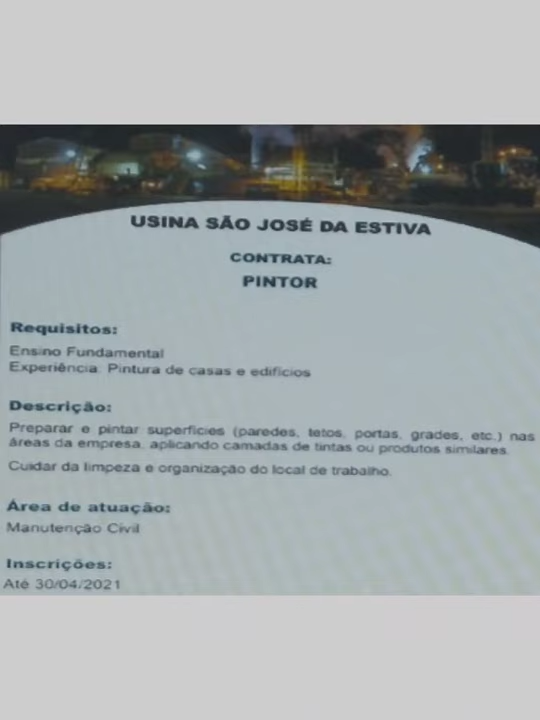 USINA SÃO JOSÉ DA ESTIVA
CONTRATA:
PINTOR
Requisitos:
Ensino Fundamental
Experiência: Pintura de casas e edifícios
Descrição:
Preparar e pintar superfícies (paredes, tetos, portas, grades, etc.) nas
áreas da empresa, aplicando camadas de tintas ou produtos similares.
Cuidar da limpeza e organização do local de trabalho.
Área de atuação:
Manutenção Civil
Inscrições:
Até 30/04/2021